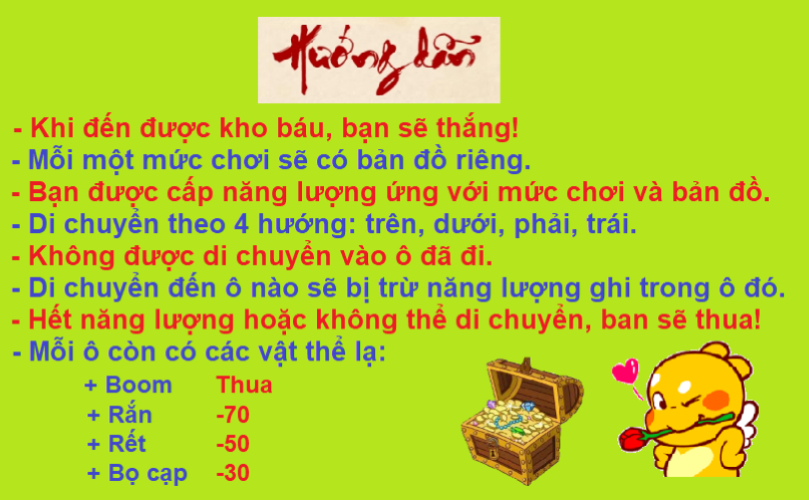 Hướng dẫn
- Khi đến được kho báu, bạn sẽ thắng!
- Mỗi một mức chơi sẽ có bản đồ riêng.
- Bạn được cấp năng lượng ứng với mức chơi và bản đồ.
- Di chuyển theo 4 hướng: trên, dưới, phải, trái.
- Không được di chuyển vào ô đã đi.
- Di chuyển đến ô nào sẽ bị trừ năng lượng ghi trong ô đó.
- Hết năng lượng hoặc không thể di chuyển, ban sẽ thua!
- Mỗi ô còn có các vật thể lạ:
+ Boom Thua
+ Rắn -70
+ Rết -50
+ Bọ cạp -30